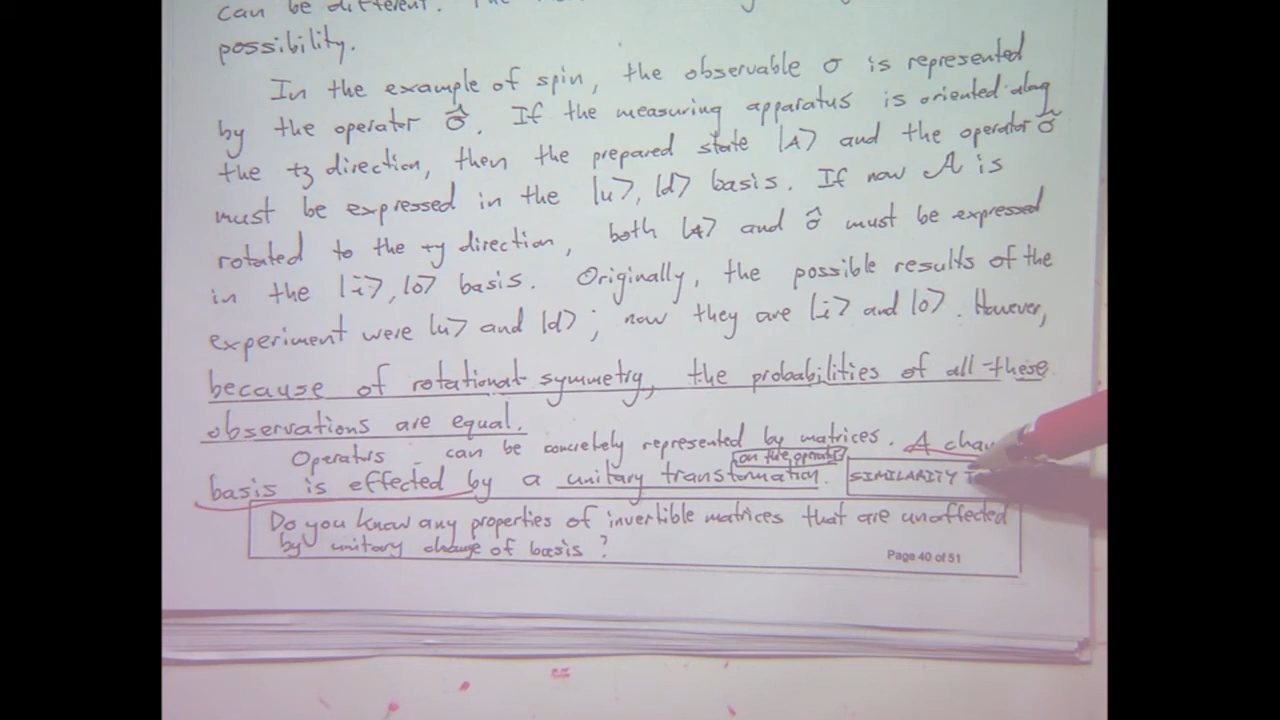 can be different. The
possibility.
In the example of spin, the observable σ is represented
by the operator σ̂. If the measuring apparatus is oriented along
the +z direction, then the prepared state |A> and the operator σ̂
must be expressed in the |u>, |d> basis. If now 𝒜 is
rotated to the +y direction, both |A> and σ̂ must be expressed
in the |i>, |o> basis. Originally, the possible results of the
experiment were |u> and |d>; now they are |i> and |o>. However,
because of rotational symmetry, the probabilities of all these
observations are equal.
Operators can be concretely represented by matrices. A
on the operator
basis is effected by a unitary transformation. SIMILARITY
Do you know any properties of invertible matrices that are unaffected
by unitary change of basis?
Page 40 of 51